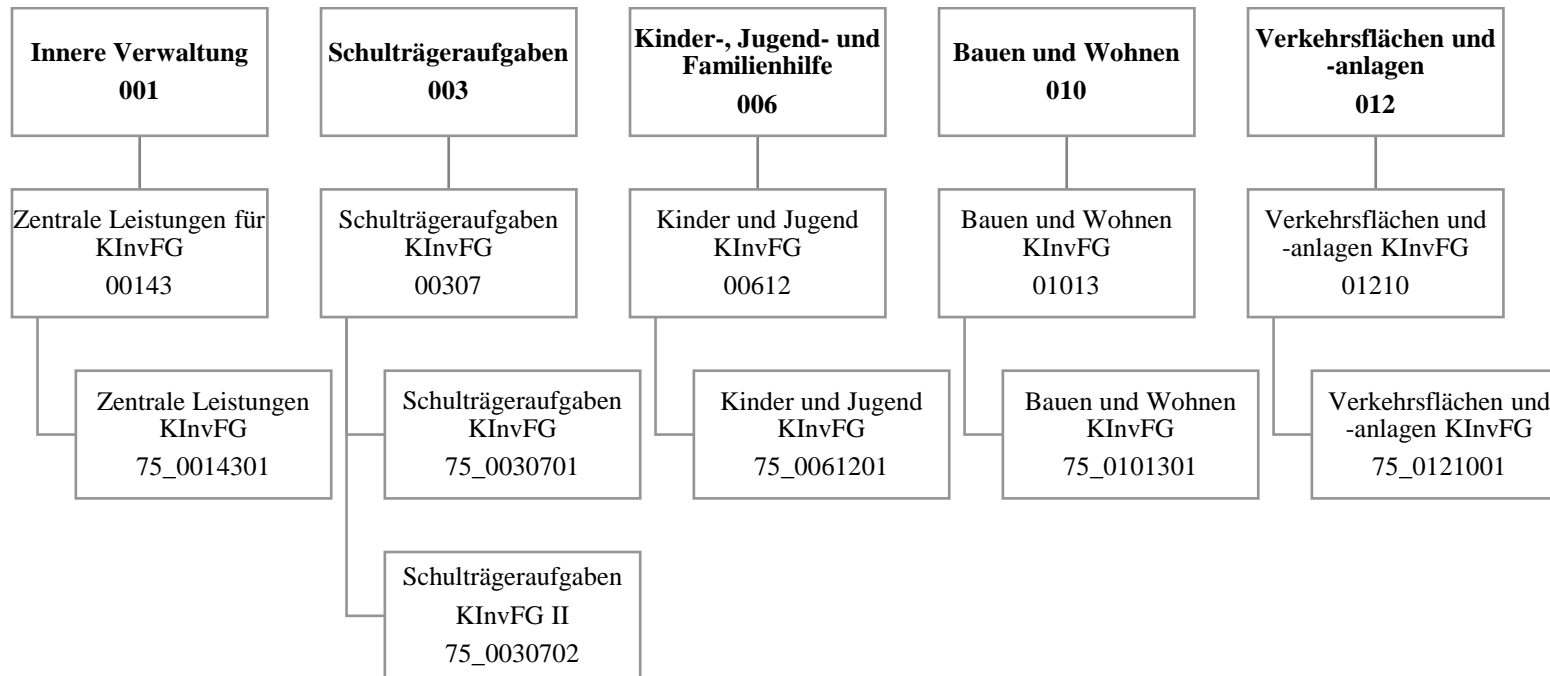 Innere Verwaltung
001
Schulträgeraufgaben
003
Kinder-, Jugend- und
Familienhilfe
006
Bauen und Wohnen
010
Verkehrsflächen und
-anlagen
012
Zentrale Leistungen für
KInvFG
00143
Schulträgeraufgaben
KInvFG
00307
Kinder und Jugend
KInvFG
00612
Bauen und Wohnen
KInvFG
01013
Verkehrsflächen und
-anlagen KInvFG
01210
Zentrale Leistungen
KInvFG
75_0014301
Schulträgeraufgaben
KInvFG
75_0030701
Kinder und Jugend
KInvFG
75_0061201
Bauen und Wohnen
KInvFG
75_0101301
Verkehrsflächen und
-anlagen KInvFG
75_0121001
Schulträgeraufgaben
KInvFG II
75_0030702